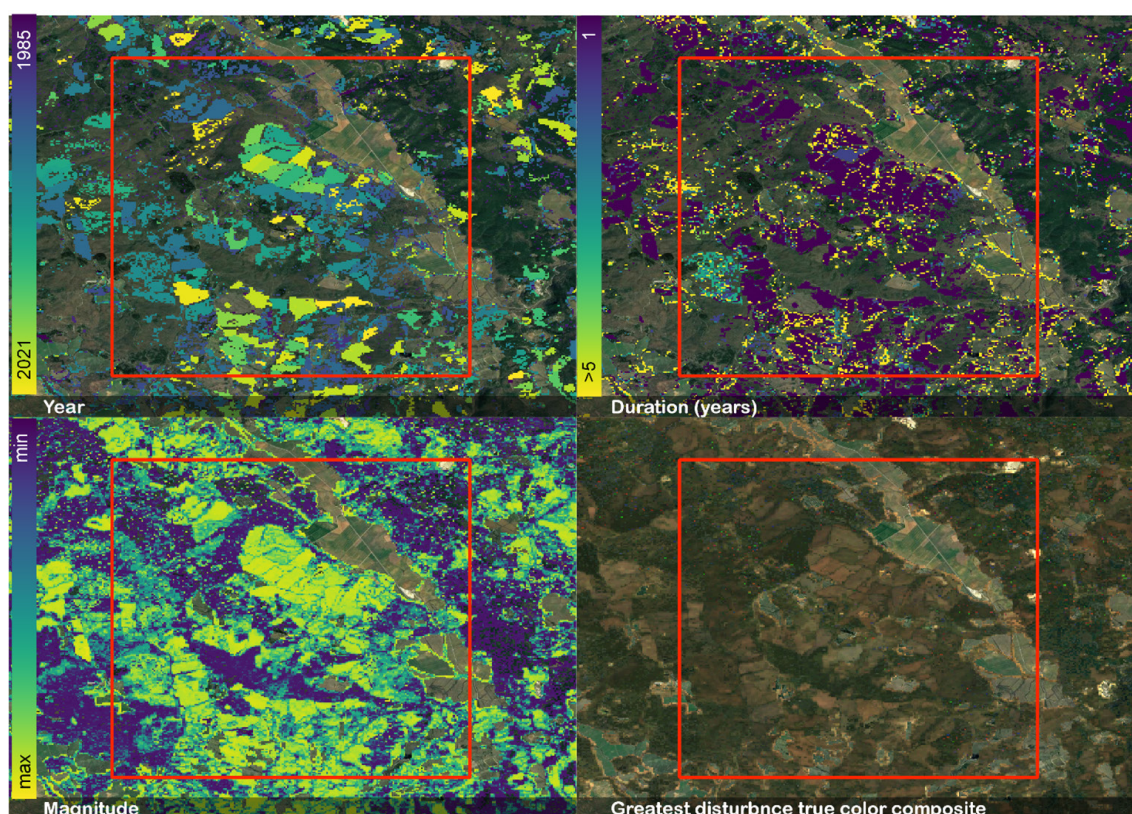 1985
2021
Year
1
>5
Duration (years)
min
max
Magnitude
Greatest disturbnce true color composite